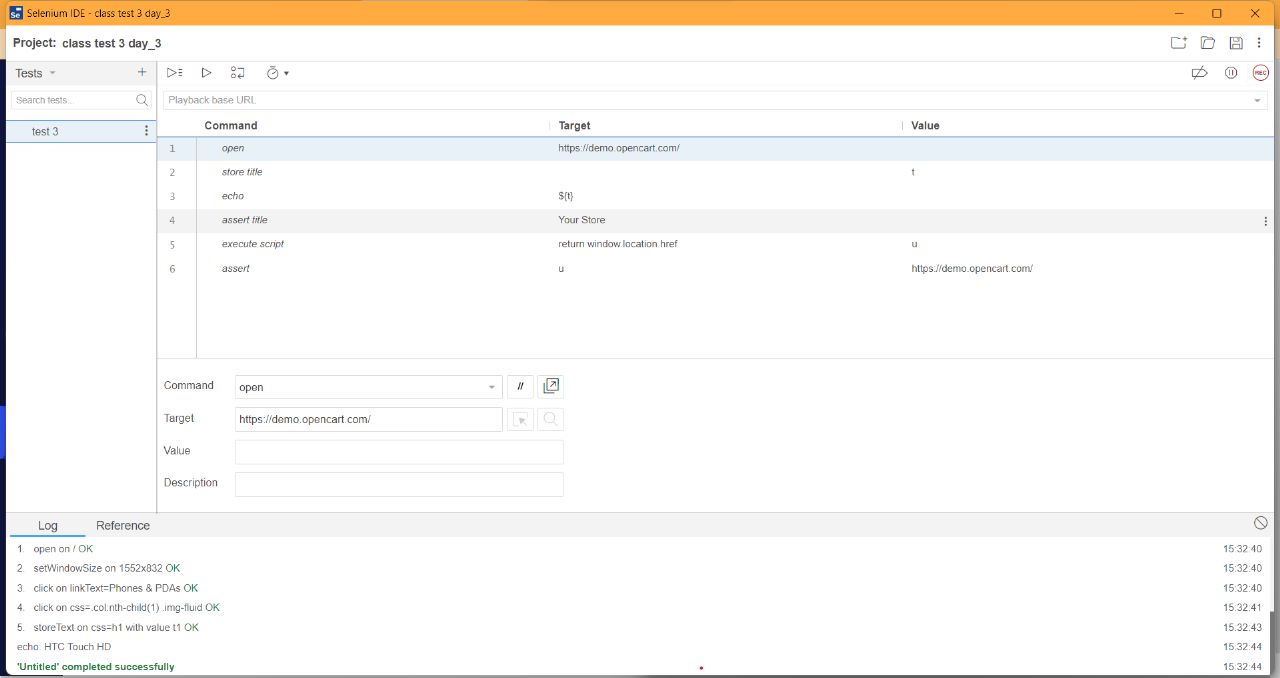 Selenium IDE - class test 3 day_3
Project: class test 3 day_3
Tests
Search tests...
test 3
REC
Playback base URL
Command Target Value
1 open https://demo.opencart.com/
2 store title t
3 echo ${t}
4 assert title Your Store
5 execute script return window.location.href u
6 assert u https://demo.opencart.com/
Command open //
Target https://demo.opencart.com/
Value
Description
Log Reference
1. open on / OK 15:32:40
2. setWindowSize on 1552x832 OK 15:32:40
3. click on linkText=Phones & PDAs OK 15:32:40
4. click on css=.col:nth-child(1) .img-fluid OK 15:32:41
5. storeText on css=h1 with value t1 OK 15:32:43
echo: HTC Touch HD 15:32:44
'Untitled' completed successfully 15:32:44